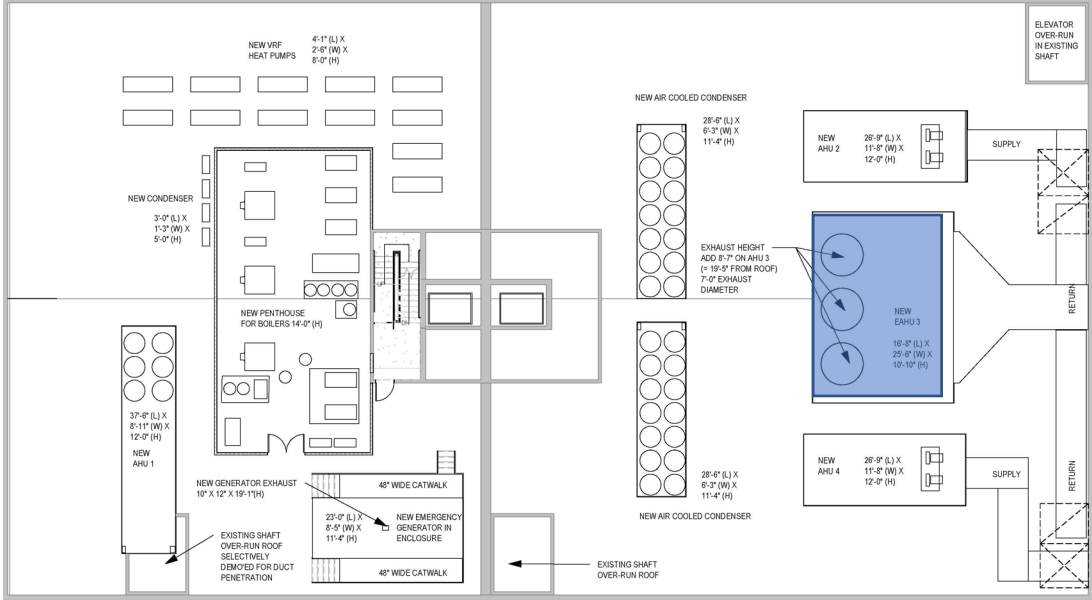 NEW VRF
HEAT PUMPS
4'-1" (L) X
2'-6" (W) X
8'-0" (H)
ELEVATOR
OVER-RUN
IN EXISTING
SHAFT
NEW AIR COOLED CONDENSER
28'-6" (L) X
6'-3" (W) X
11'-4" (H)
NEW
AHU 2
26'-9" (L) X
11'-8" (W) X
12'-0" (H)
SUPPLY
NEW CONDENSER
3'-0" (L) X
1'-3" (W) X
5'-0" (H)
EXHAUST HEIGHT
ADD 8'-7" ON AHU 3
(= 19'-5" FROM ROOF)
7'-0" EXHAUST
DIAMETER
NEW
EAHU 3
16'-8" (L) X
25'-6" (W) X
10'-10" (H)
RETURN
NEW PENTHOUSE
FOR BOILERS 14'-0" (H)
37'-6" (L) X
8'-11" (W) X
12'-0" (H)
NEW
AHU 1
NEW GENERATOR EXHAUST
10" X 12" X 19'-1"(H)
48" WIDE CATWALK
23'-0" (L) X
8'-5" (W) X
11'-4" (H)
NEW EMERGENCY
GENERATOR IN
ENCLOSURE
48" WIDE CATWALK
EXISTING SHAFT
OVER-RUN ROOF
SELECTIVELY
DEMO'ED FOR DUCT
PENETRATION
EXISTING SHAFT
OVER-RUN ROOF
28'-6" (L) X
6'-3" (W) X
11'-4" (H)
NEW AIR COOLED CONDENSER
NEW
AHU 4
26'-9" (L) X
11'-8" (W) X
12'-0" (H)
SUPPLY
RETURN